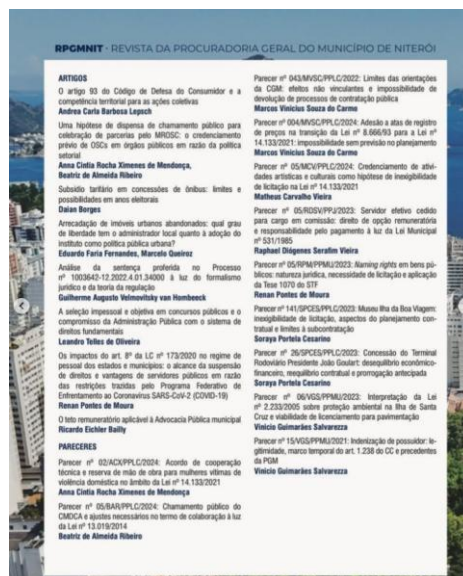 RPGMNIT - REVISTA DA PROCURADORIA GERAL DO MUNICÍPIO DE NITERÓI
ARTIGOS
O artigo 93 do Código de Defesa do Consumidor e a
competência territorial para as ações coletivas
Andrea Carla Barbosa Lepsch
Uma hipótese de dispensa de chamamento público para
celebração de parcerias pelo MROSC: o credenciamento
prévio de OSCs em órgãos públicos em razão da política
setorial
Anna Cintia Rocha Ximenes de Mendonça,
Beatriz de Almeida Ribeiro
Subsídio tarifário em concessões de ônibus: limites e
possibilidades em anos eleitorais
Daian Borges
Arrecadação de imóveis urbanos abandonados: qual grau
de liberdade tem o administrador local quanto à adoção do
instituto como política pública urbana?
Eduardo Faria Fernandes, Marcelo Queiroz
Análise da sentença proferida no Processo
nº 1003642-12.2022.4.01.34000 à luz do formalismo
jurídico e da teoria da regulação
Guilherme Augusto Velmovitsky van Hombeeck
A seleção impessoal e objetiva em concursos públicos e o
compromisso da Administração Pública com o sistema de
direitos fundamentais
Leandro Telles de Oliveira
Os impactos do art. 8º da LC nº 173/2020 no regime de
pessoal dos estados e municípios: o alcance da suspensão
de direitos e vantagens de servidores públicos em razão
das restrições trazidas pelo Programa Federativo de
Enfrentamento ao Coronavírus SARS-CoV-2 (COVID-19)
Renan Pontes de Moura
O teto remuneratório aplicável à Advocacia Pública municipal
Ricardo Eichler Bailly
PARECERES
Parecer nº 02/ACX/PPLC/2024: Acordo de cooperação
técnica e reserva de mão de obra para mulheres vítimas de
violência doméstica no âmbito da Lei nº 14.133/2021
Anna Cintia Rocha Ximenes de Mendonça
Parecer nº 05/BAR/PPLC/2024: Chamamento público do
CMDCA e ajustes necessários no termo de colaboração à luz
da Lei nº 13.019/2014
Beatriz de Almeida Ribeiro
Parecer nº 043/MVSC/PPLC/2022: Limites das orientações
da CGM: efeitos não vinculantes e impossibilidade de
devolução de processos de contratação pública
Marcos Vinicius Souza do Carmo
Parecer nº 004/MVSC/PPLC/2024: Adesão a atas de registro
de preços na transição da Lei nº 8.666/93 para a Lei nº
14.133/2021: impossibilidade sem previsão no planejamento
Marcos Vinicius Souza do Carmo
Parecer nº 05/MCV/PPLC/2024: Credenciamento de ativi-
dades artísticas e culturais como hipótese de inexigibilidade
de licitação na Lei nº 14.133/2021
Matheus Carvalho Vieira
Parecer nº 05/RDSV/PPJ/2023: Servidor efetivo cedido
para cargo em comissão: direito de opção remuneratória
e responsabilidade pelo pagamento à luz da Lei Municipal
nº 531/1985
Raphael Diógenes Serafim Vieira
Parecer nº 05/RPM/PPMU/2023: Naming rights em bens pú-
blicos: natureza jurídica, necessidade de licitação e aplicação
da Tese 1070 do STF
Renan Pontes de Moura
Parecer nº 141/SPCES/PPLC/2023: Museu Ilha da Boa Viagem:
inexigibilidade de licitação, aspectos do planejamento con-
tratual e limites à subcontratação
Soraya Portela Cesarino
Parecer nº 26/SPCES/PPLC/2023: Concessão do Terminal
Rodoviário Presidente João Goulart: desequilíbrio econômico-
financeiro, reequilíbrio contratual e prorrogação antecipada
Soraya Portela Cesarino
Parecer nº 06/VGS/PPMU/2023: Interpretação da Lei
nº 2.233/2005 sobre proteção ambiental na Ilha de Santa
Cruz e viabilidade de licenciamento para pavimentação
Vinicio Guimarães Salvarezza
Parecer nº 15/VGS/PPMU/2021: Indenização de possuidor: le-
gitimidade, marco temporal do art. 1.238 do CC e precedentes
da PGM
Vinicio Guimarães Salvarezza